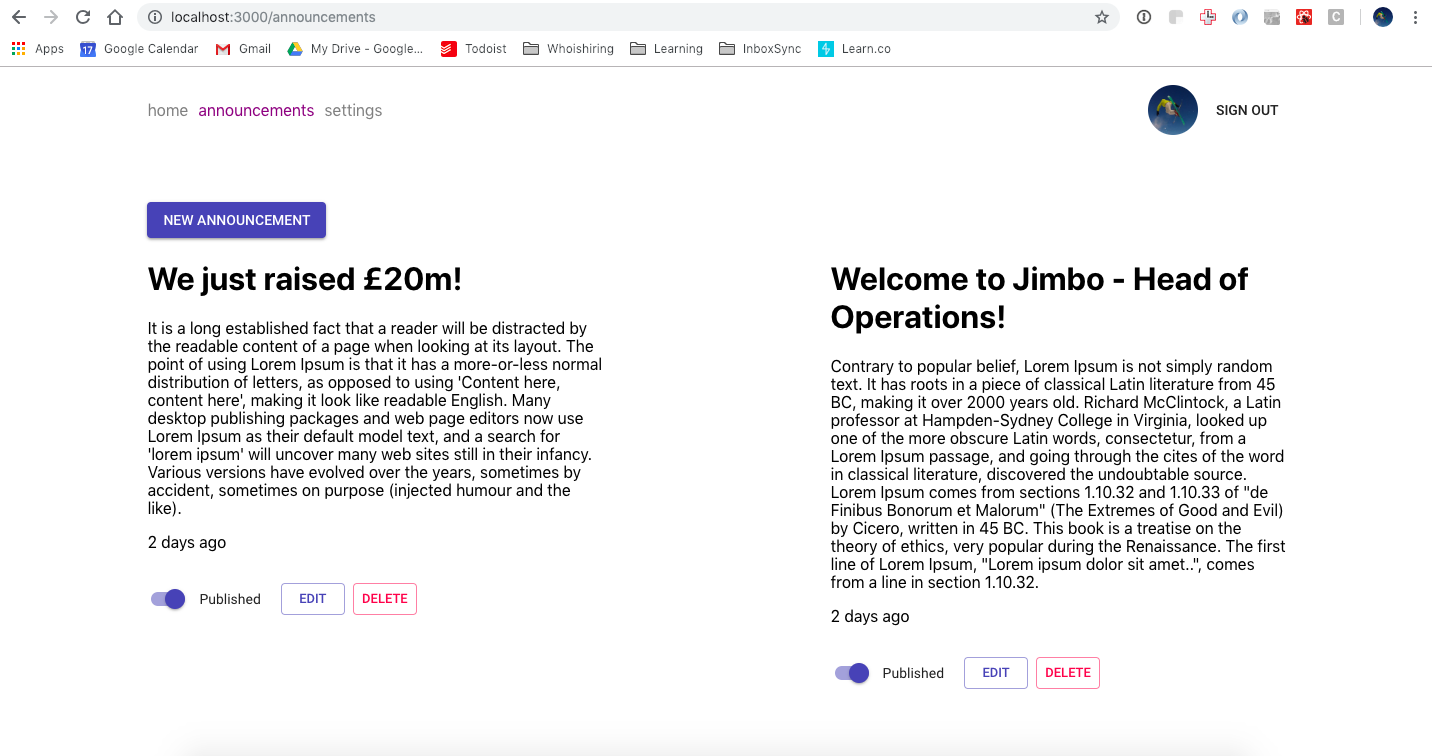 localhost:3000/announcements
C
Apps
17
Google Calendar
Gmail
My Drive - Google...
Todoist
Whoishiring
Learning
InboxSync
Learn.co
home announcements settings
SIGN OUT
NEW ANNOUNCEMENT
We just raised £20m!
It is a long established fact that a reader will be distracted by
the readable content of a page when looking at its layout. The
point of using Lorem Ipsum is that it has a more-or-less normal
distribution of letters, as opposed to using 'Content here,
content here', making it look like readable English. Many
desktop publishing packages and web page editors now use
Lorem Ipsum as their default model text, and a search for
'lorem ipsum' will uncover many web sites still in their infancy.
Various versions have evolved over the years, sometimes by
accident, sometimes on purpose (injected humour and the
like).
2 days ago
Published
EDIT
DELETE
Welcome to Jimbo - Head of
Operations!
Contrary to popular belief, Lorem Ipsum is not simply random
text. It has roots in a piece of classical Latin literature from 45
BC, making it over 2000 years old. Richard McClintock, a Latin
professor at Hampden-Sydney College in Virginia, looked up
one of the more obscure Latin words, consectetur, from a
Lorem Ipsum passage, and going through the cites of the word
in classical literature, discovered the undoubtable source.
Lorem Ipsum comes from sections 1.10.32 and 1.10.33 of "de
Finibus Bonorum et Malorum" (The Extremes of Good and Evil)
by Cicero, written in 45 BC. This book is a treatise on the
theory of ethics, very popular during the Renaissance. The first
line of Lorem Ipsum, "Lorem ipsum dolor sit amet..", comes
from a line in section 1.10.32.
2 days ago
Published
EDIT
DELETE